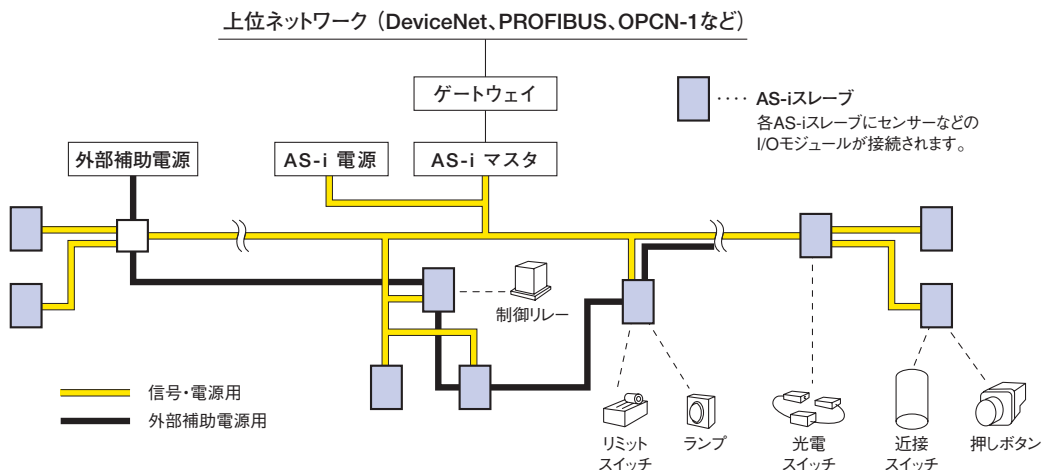 上位ネットワーク（DeviceNet、PROFIBUS、OPCN-1など）
ゲートウェイ
AS-iスレーブ
各AS-iスレーブにセンサーなどの
I/Oモジュールが接続されます。
外部補助電源
AS-i 電源
AS-i マスタ
制御リレー
信号・電源用
外部補助電源用
リミット
スイッチ
ランプ
光電
スイッチ
近接
スイッチ
押しボタン